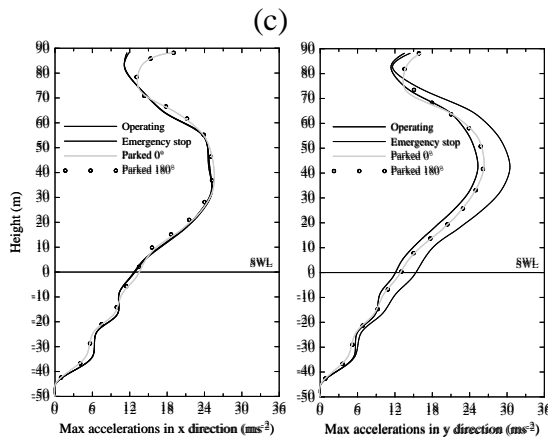 (c)
90
80
70
60
50
40
30
20
10
0
-10
-20
-30
-40
-50
Height (m)
Operating
Emergency stop
Parked 0°
Parked 180°
SWL
0 6 12 18 24 30 36
Max accelerations in x direction (ms⁻²)
90
80
70
60
50
40
30
20
10
0
-10
-20
-30
-40
-50
Operating
Emergency stop
Parked 0°
Parked 180°
SWL
0 6 12 18 24 30 36
Max accelerations in y direction (ms⁻²)